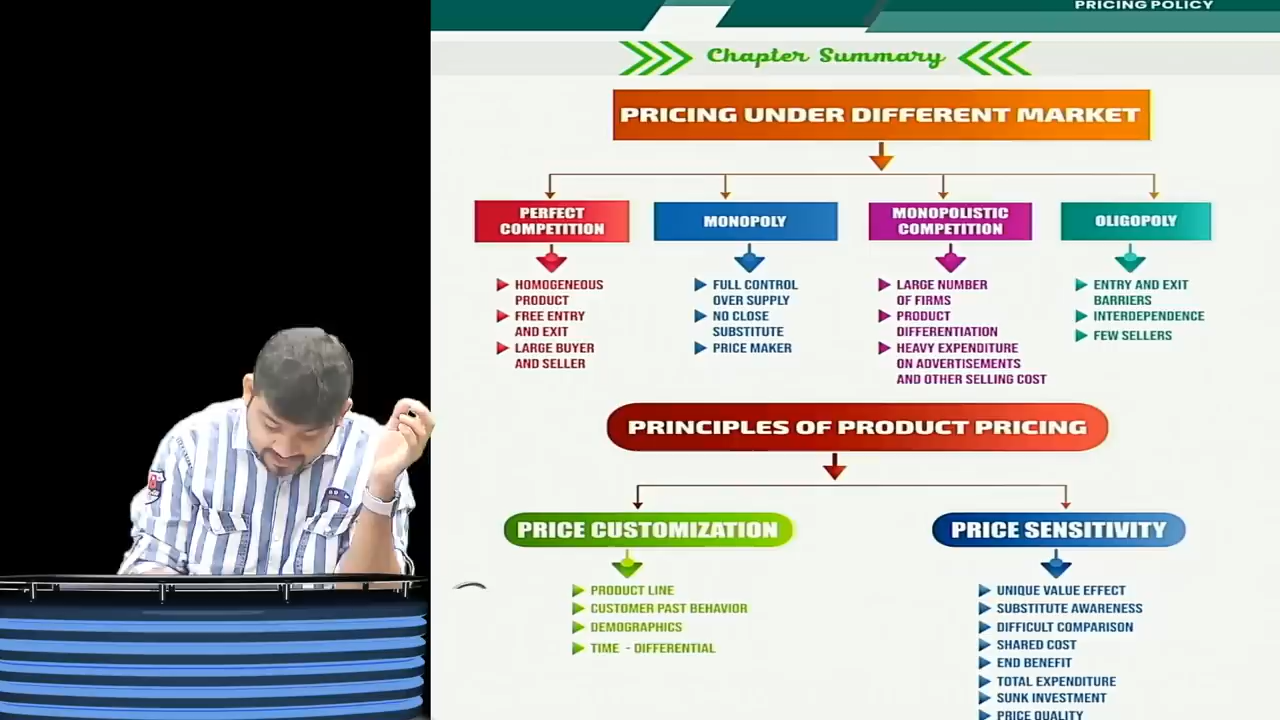 PRICING POLICY
Chapter Summary
PRICING UNDER DIFFERENT MARKET
PERFECT
COMPETITION
HOMOGENEOUS
PRODUCT
FREE ENTRY
AND EXIT
LARGE BUYER
AND SELLER
MONOPOLY
FULL CONTROL
OVER SUPPLY
NO CLOSE
SUBSTITUTE
PRICE MAKER
MONOPOLISTIC
COMPETITION
LARGE NUMBER
OF FIRMS
PRODUCT
DIFFERENTIATION
HEAVY EXPENDITURE
ON ADVERTISEMENTS
AND OTHER SELLING COST
OLIGOPOLY
ENTRY AND EXIT
BARRIERS
INTERDEPENDENCE
FEW SELLERS
PRINCIPLES OF PRODUCT PRICING
PRICE CUSTOMIZATION
PRODUCT LINE
CUSTOMER PAST BEHAVIOR
DEMOGRAPHICS
TIME - DIFFERENTIAL
PRICE SENSITIVITY
UNIQUE VALUE EFFECT
SUBSTITUTE AWARENESS
DIFFICULT COMPARISON
SHARED COST
END BENEFIT
TOTAL EXPENDITURE
SUNK INVESTMENT
PRICE QUALITY